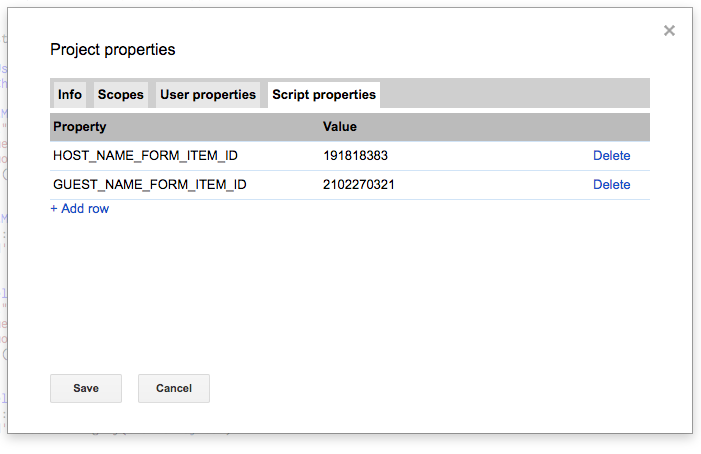 ×
Project properties
Info Scopes User properties Script properties
Property Value
HOST_NAME_FORM_ITEM_ID 191818383 Delete
GUEST_NAME_FORM_ITEM_ID 2102270321 Delete
+ Add row
Save Cancel